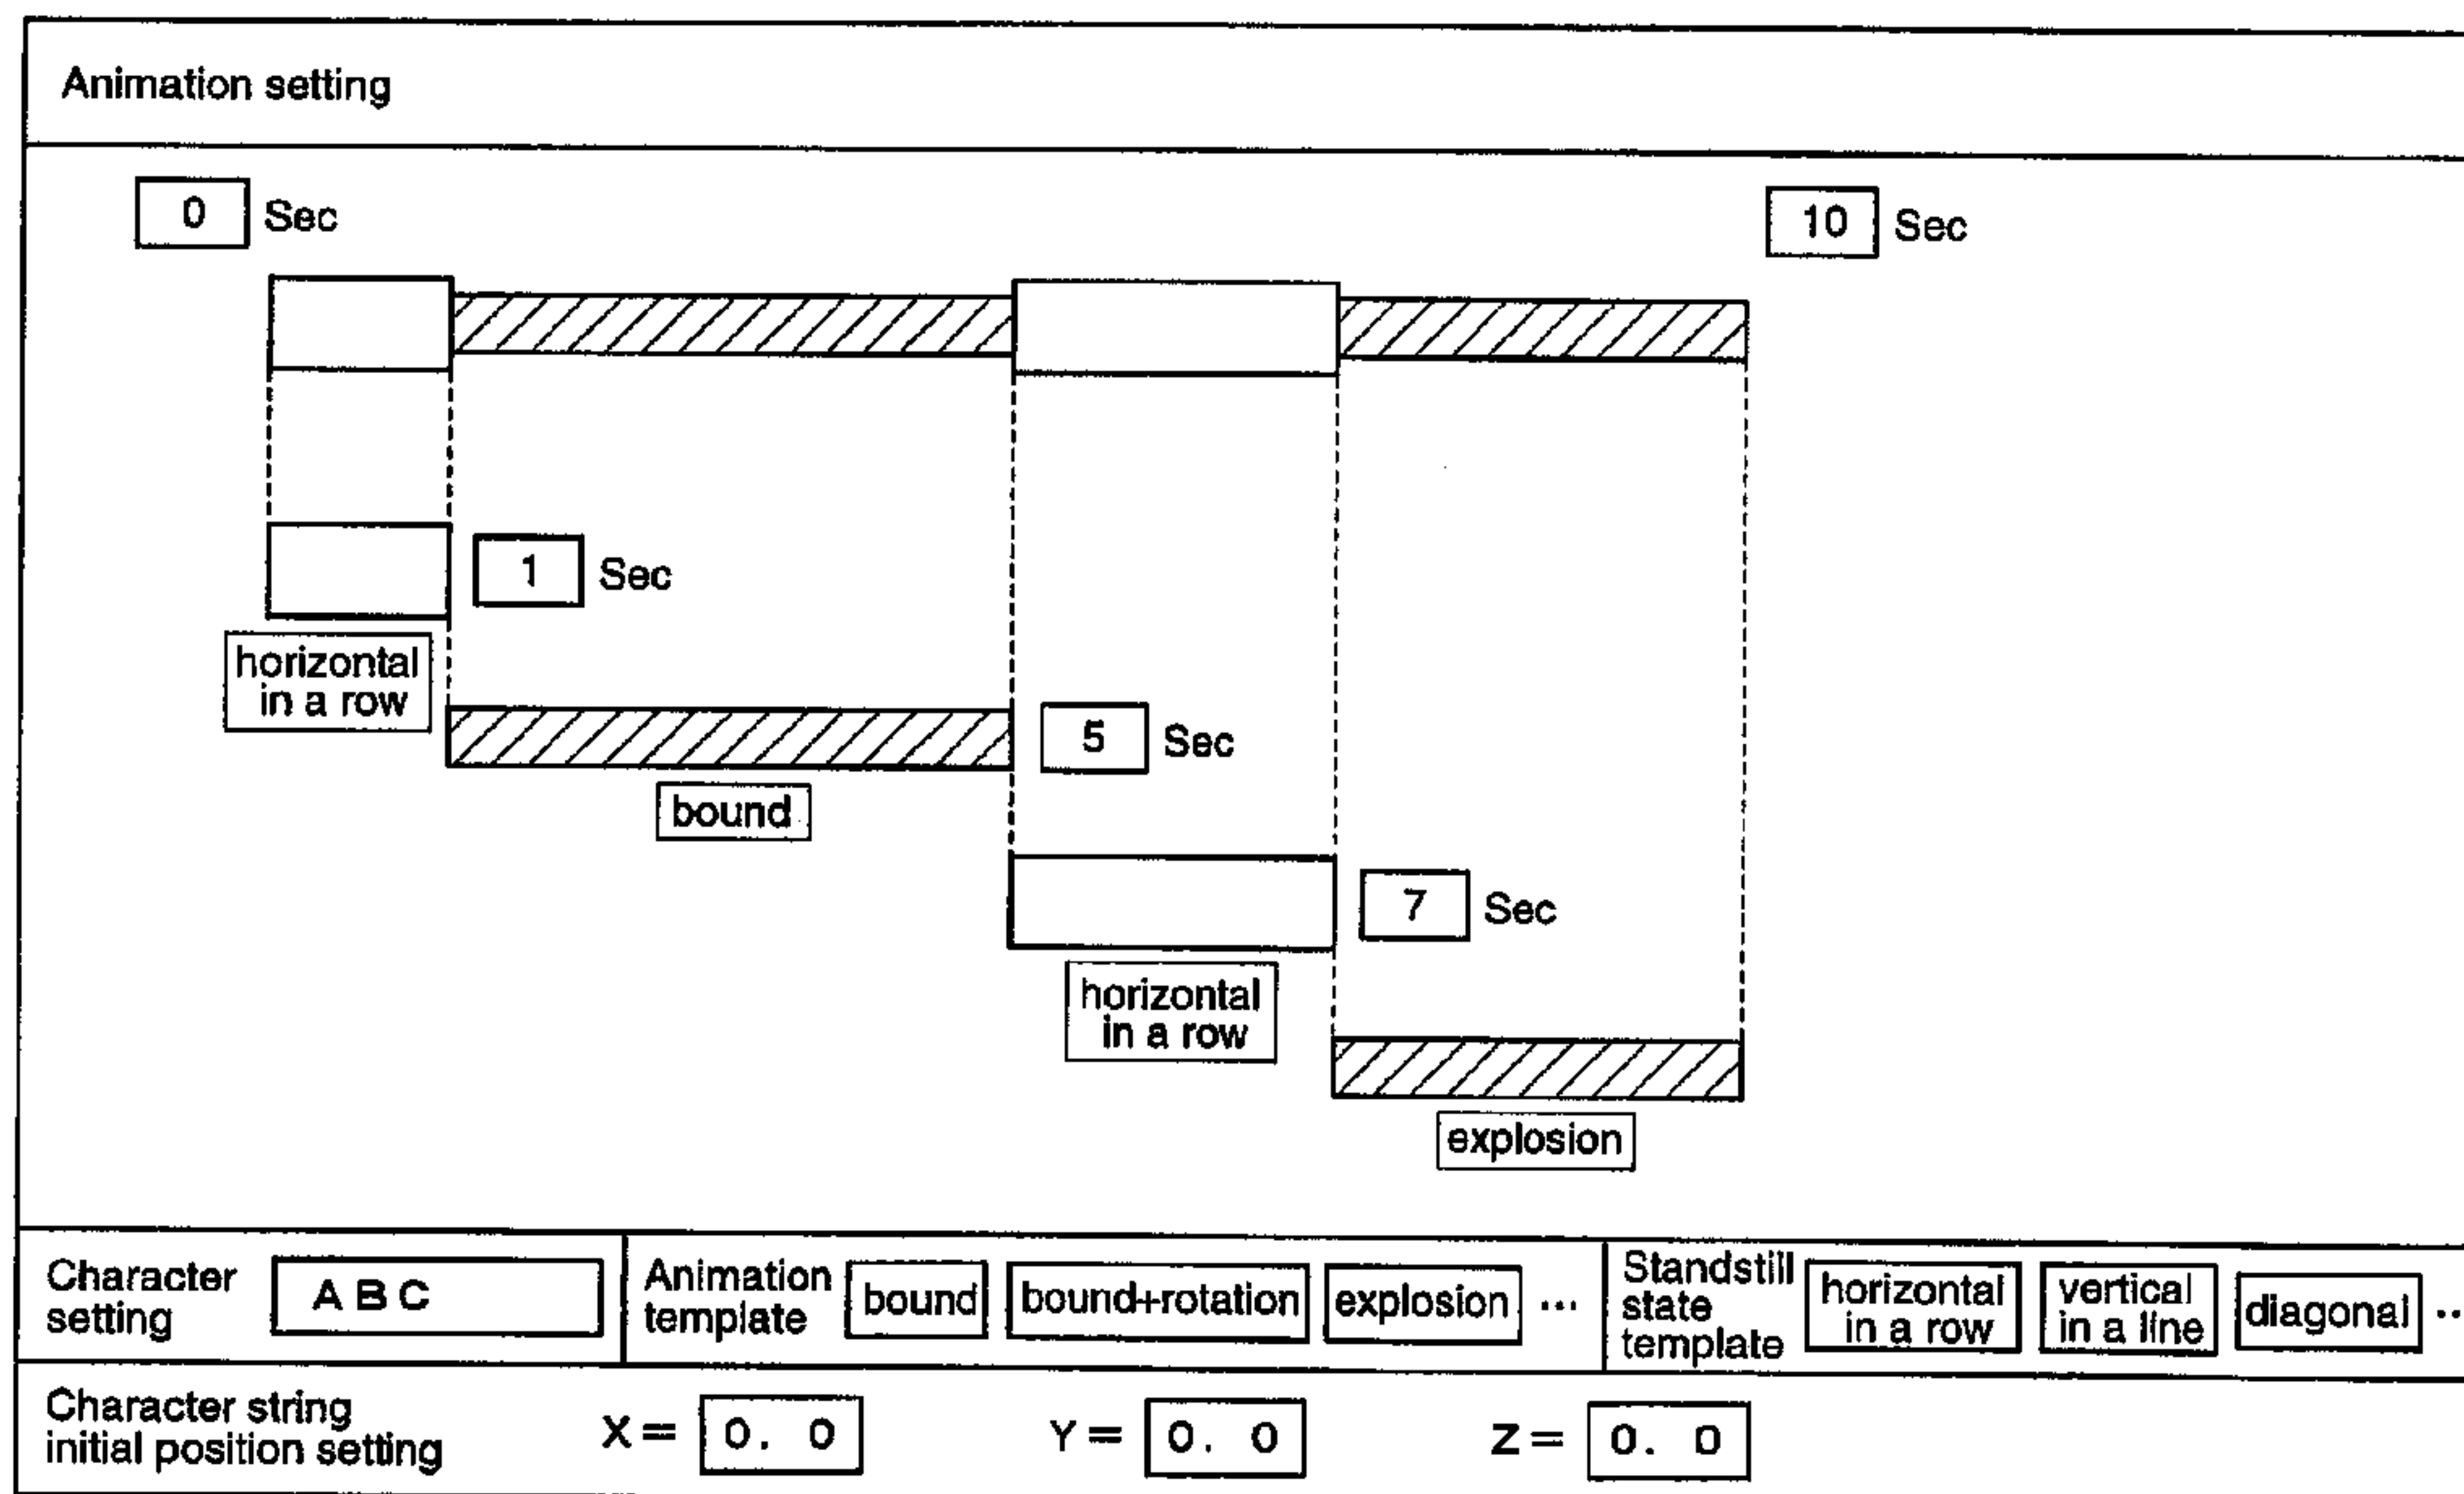 Animation setting
0 Sec
10 Sec
1 Sec
horizontal
in a row
5 Sec
bound
7 Sec
horizontal
in a row
explosion
Character
setting
A B C
Animation
template
bound
bound+rotation
explosion
...
Standstill
state
template
horizontal
in a row
vertical
in a line
diagonal
..
Character string
initial position setting
X = 0. 0
Y = 0. 0
Z = 0. 0